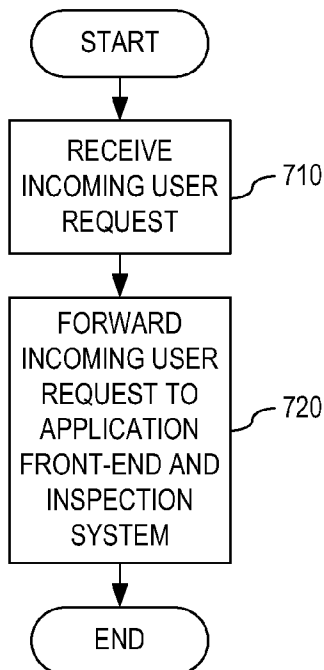 START
RECEIVE
INCOMING USER
REQUEST
710
FORWARD
INCOMING USER
REQUEST TO
APPLICATION
FRONT-END AND
INSPECTION
SYSTEM
720
END